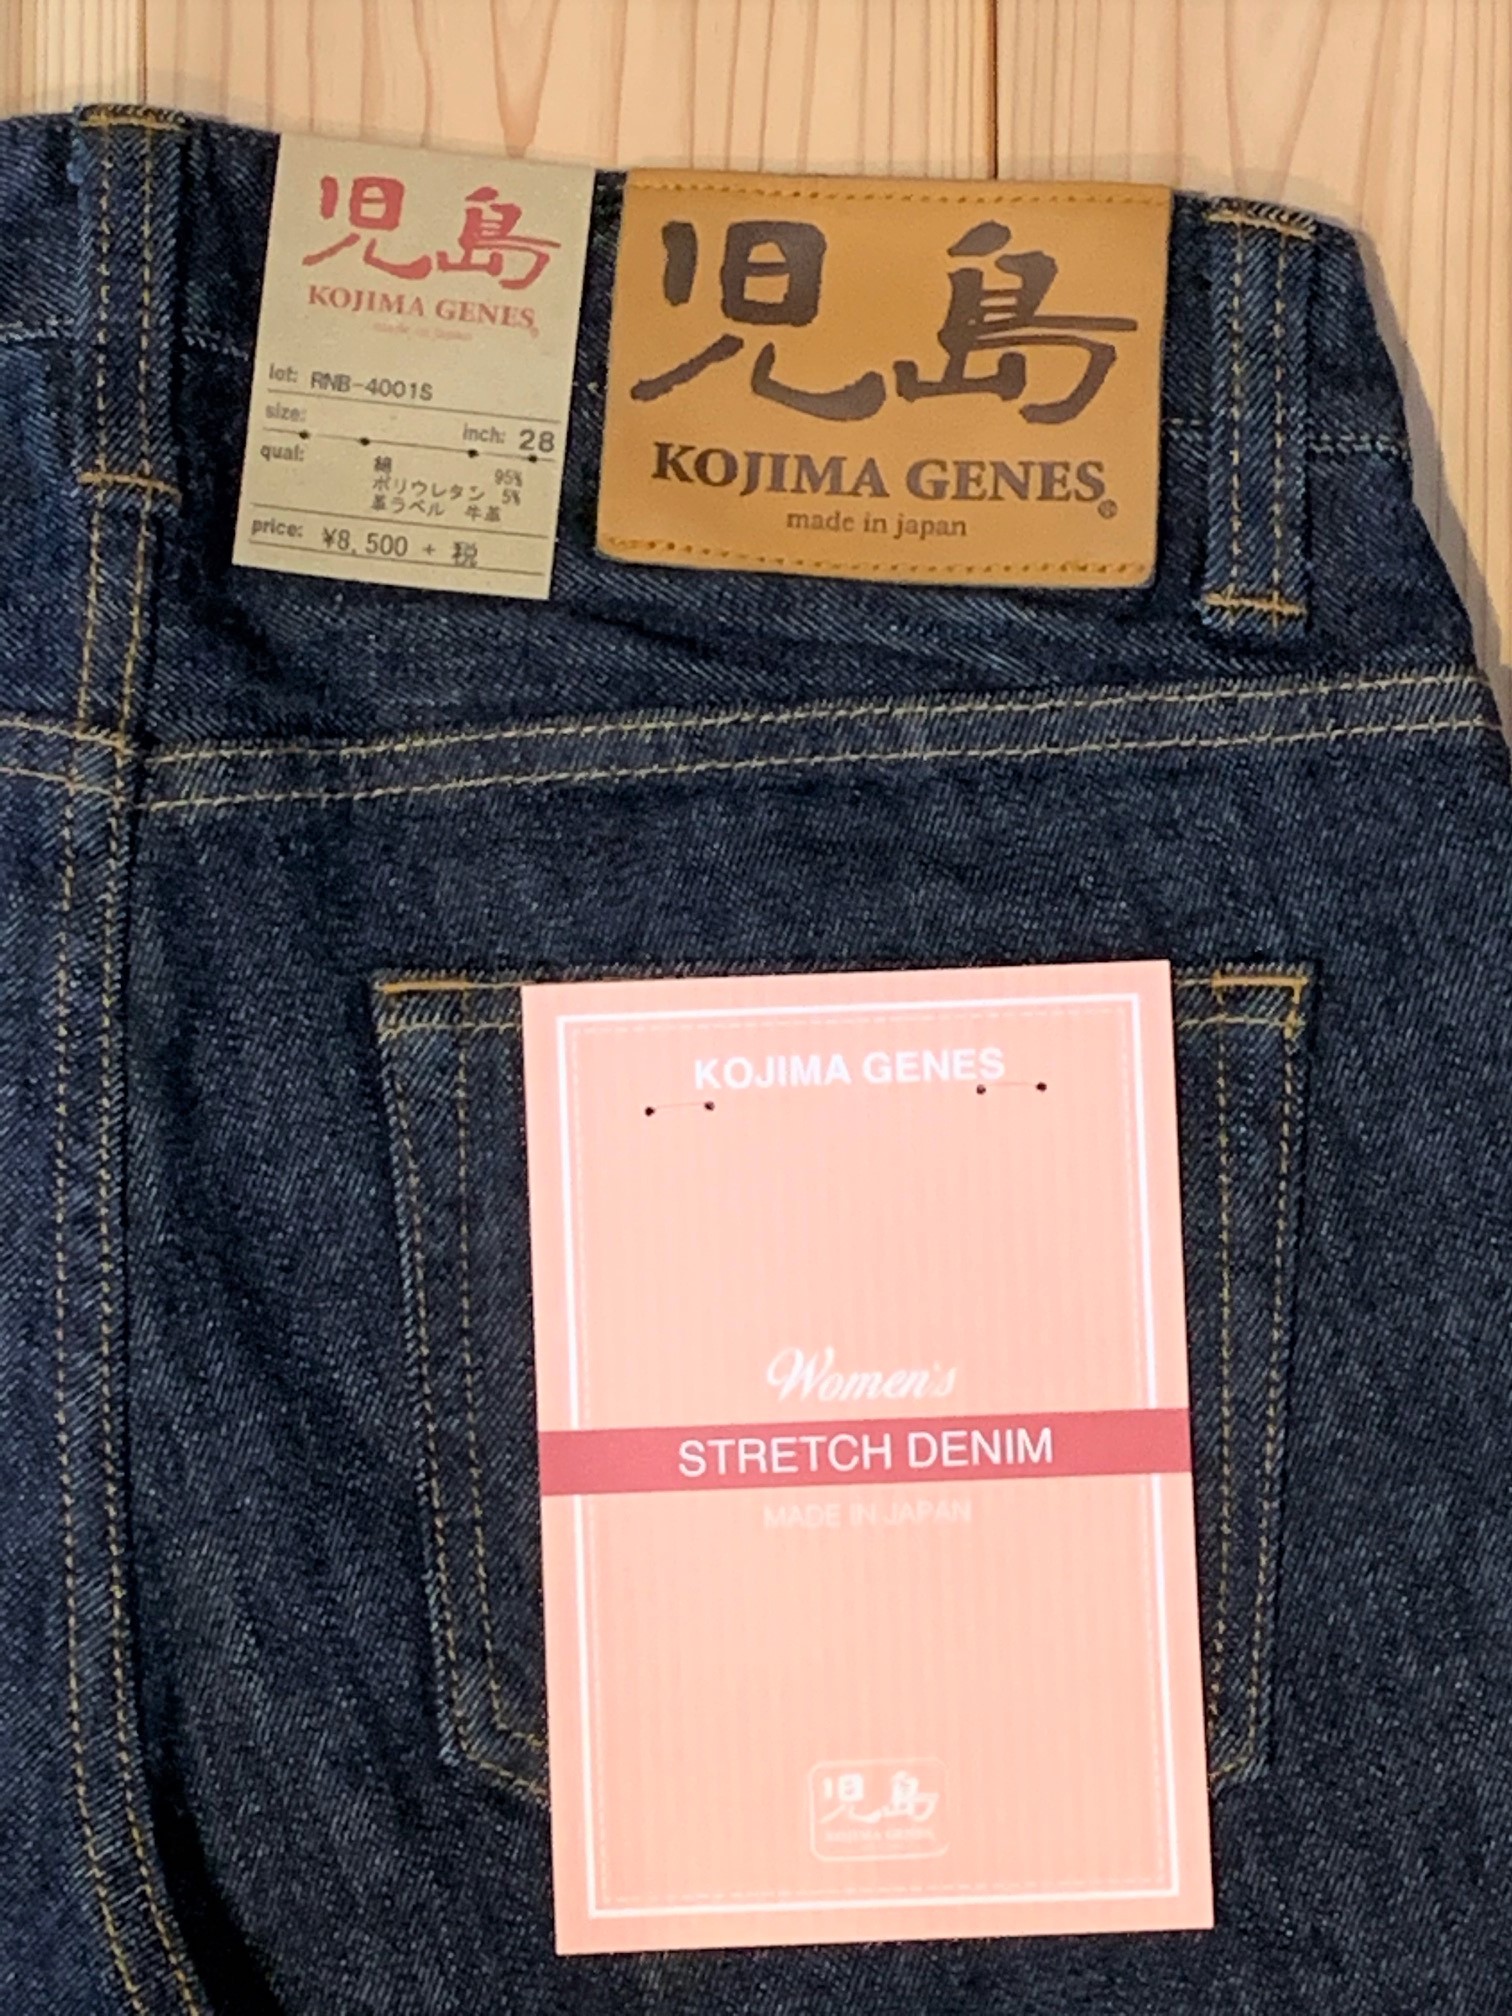 児島
KOJIMA GENES
made in japan
lot: RNB-4001S
size:
inch: 28
qual:
綿 95%
ポリウレタン 5%
革ラベル 牛革
price: ¥8,500 + 税
児島
KOJIMA GENES®
made in japan
KOJIMA GENES
Women's
STRETCH DENIM
MADE IN JAPAN
児島
KOJIMA GENES